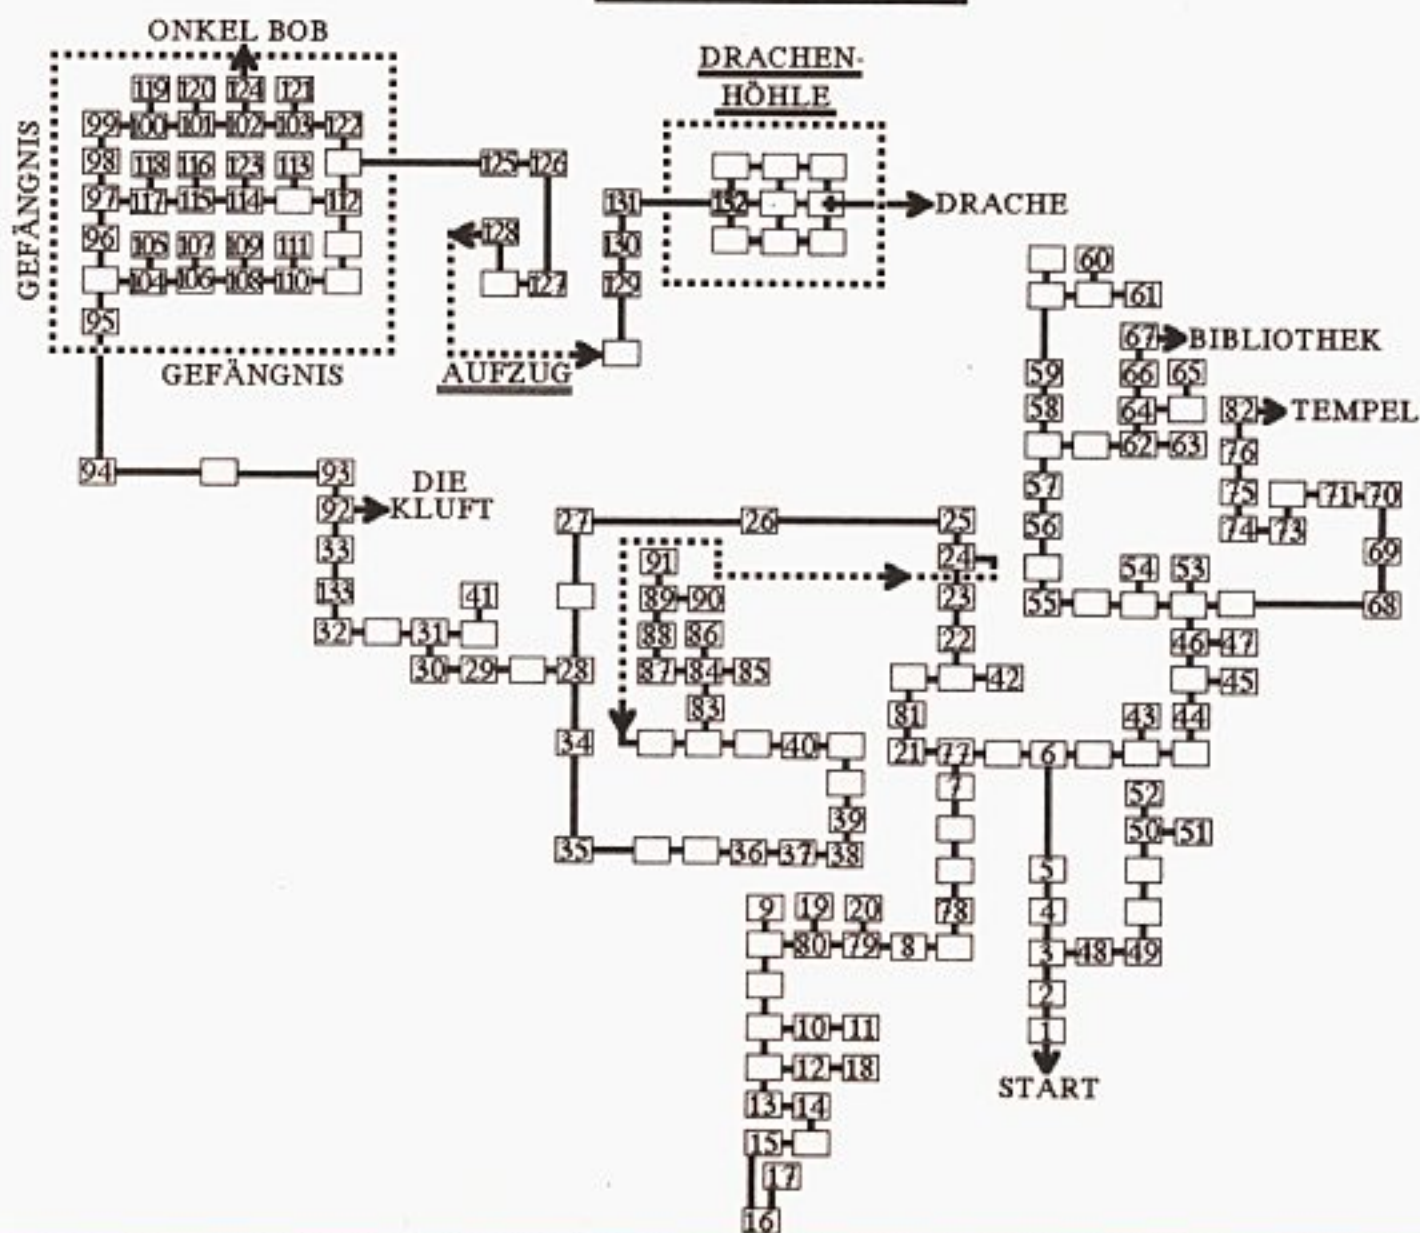 ONKEL BOB
DRACHEN-
HÖHLE
119 120 124 121
99 100 101 102 103 122
98 118 116 123 113 125 126
97 117 115 114 112 131 132 DRACHE
GEFÄNGNIS
96 105 107 109 111 128 130 60
104 106 108 110 127 129 61
95 67 BIBLIOTHEK
GEFÄNGNIS AUFZUG 59 66 65
58 64 82 TEMPEL
62 63 76
94 93 DIE
92 KLUFT
57 75 71 70
27 26 25 56 74 73
33 91 24 54 53 69
133 41 89 90 23 55 68
32 31 88 86 22 46 47
30 29 28 87 84 85 42 45
83 81 43 44
34 40 21 77 6
7 52
39 50 51
35 36 37 38 5
9 19 20 78 4
80 79 8 3 48 49
2
10 11 1
12 18 START
13 14
15
17
16